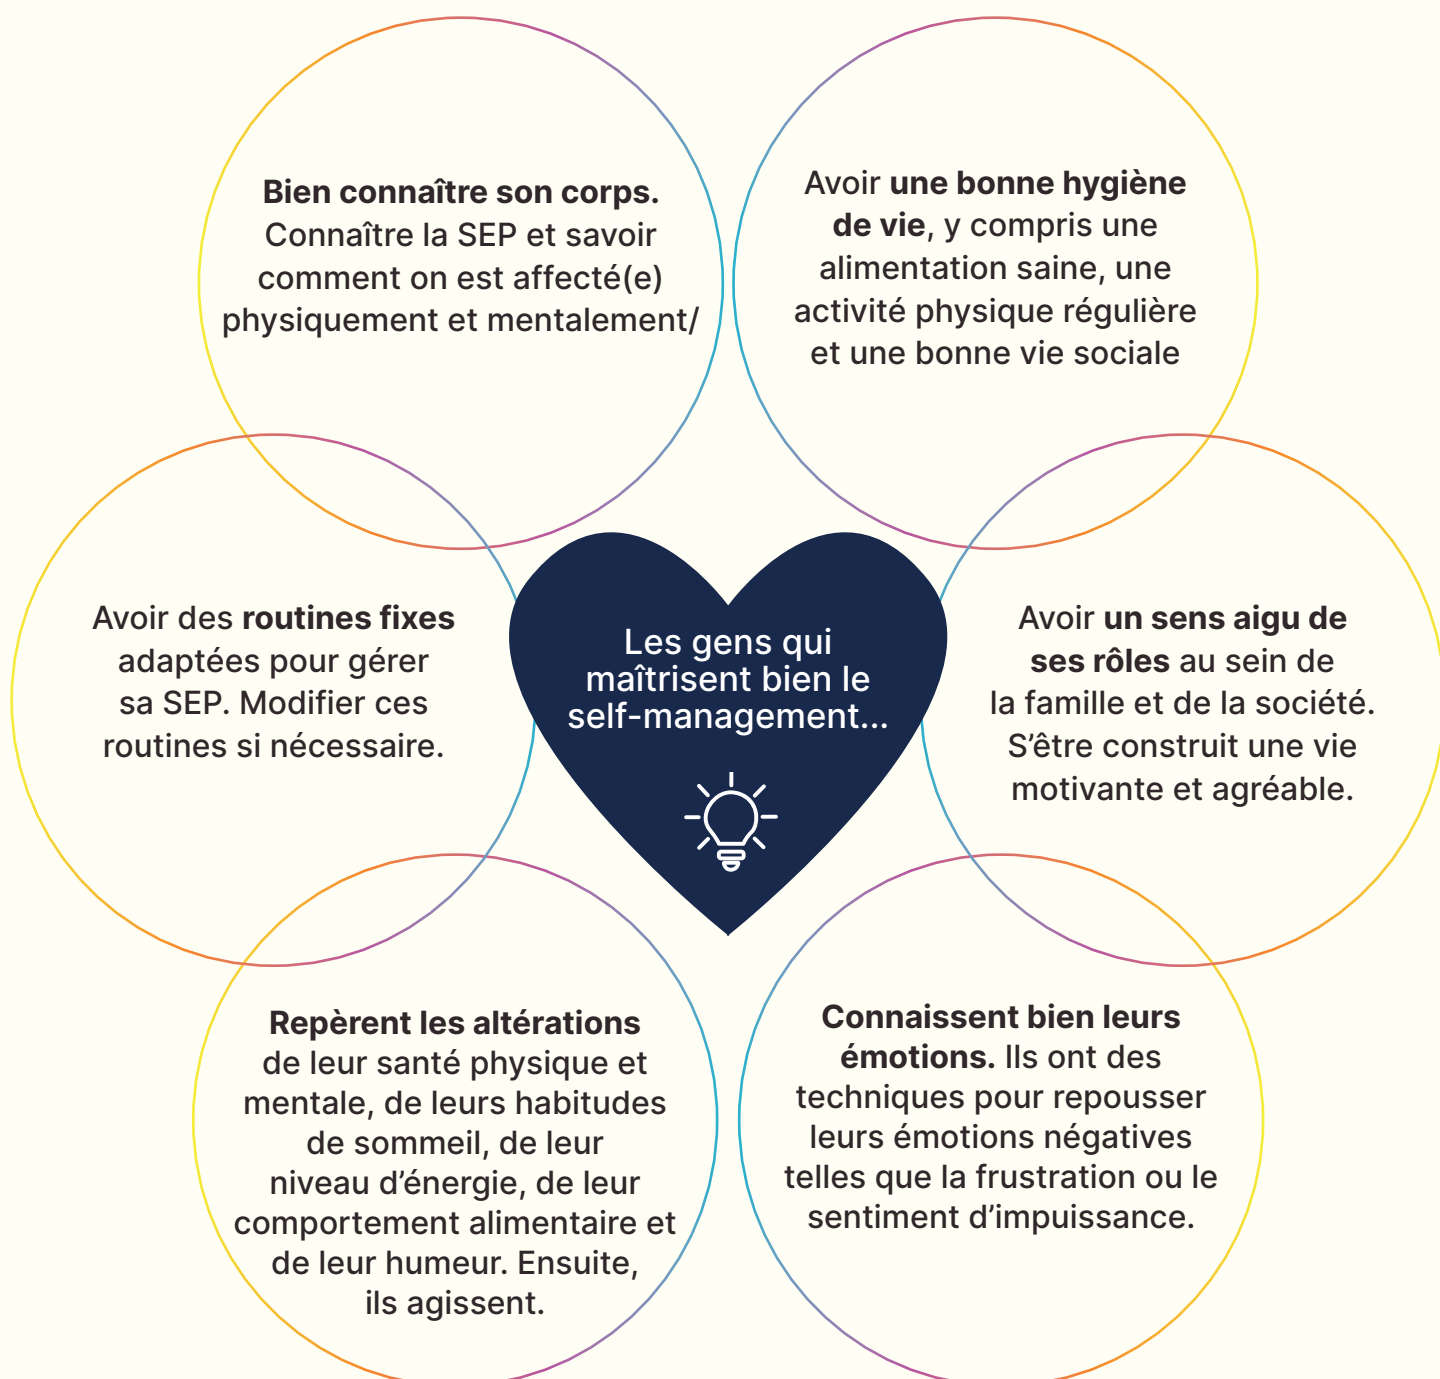 Bien connaître son corps.
Connaître la SEP et savoir
comment on est affecté(e)
physiquement et mentalement/
Avoir une bonne hygiène
de vie, y compris une
alimentation saine, une
activité physique régulière
et une bonne vie sociale
Avoir des routines fixes
adaptées pour gérer
sa SEP. Modifier ces
routines si nécessaire.
Les gens qui
maîtrisent bien le
self-management...
Avoir un sens aigu de
ses rôles au sein de
la famille et de la société.
S’être construit une vie
motivante et agréable.
Repèrent les altérations
de leur santé physique et
mentale, de leurs habitudes
de sommeil, de leur
niveau d’énergie, de leur
comportement alimentaire et
de leur humeur. Ensuite,
ils agissent.
Connaissent bien leurs
émotions. Ils ont des
techniques pour repousser
leurs émotions négatives
telles que la frustration ou le
sentiment d’impuissance.